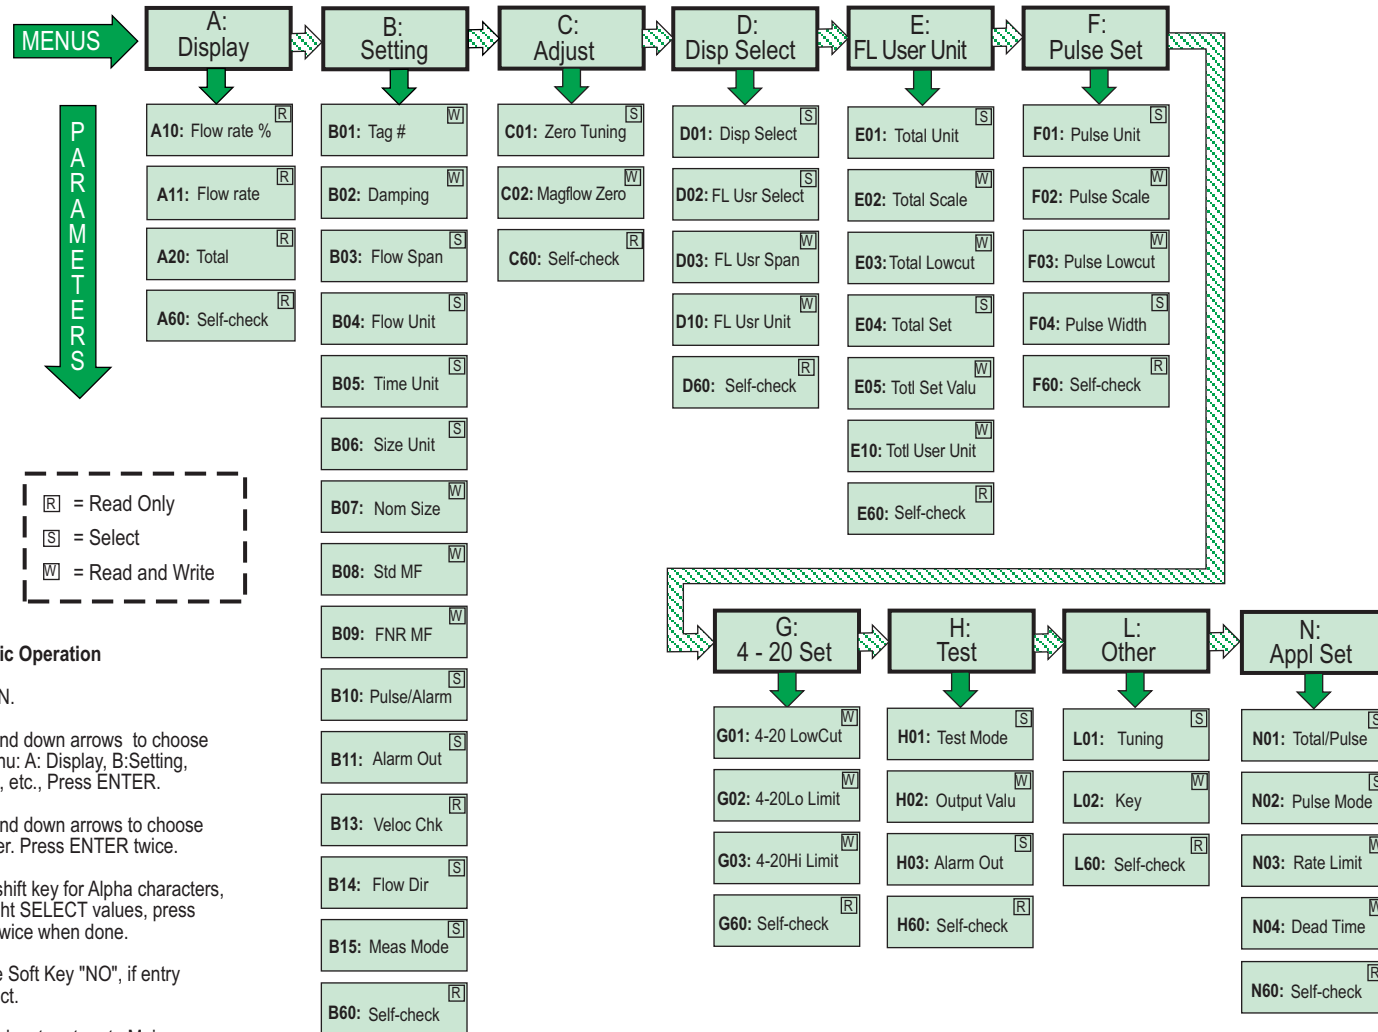 MENUS
A:
Display
B:
Setting
C:
Adjust
D:
Disp Select
E:
FL User Unit
F:
Pulse Set
PARAMETERS
R
A10: Flow rate %
R
A11: Flow rate
R
A20: Total
R
A60: Self-check
W
B01: Tag #
W
B02: Damping
S
B03: Flow Span
S
B04: Flow Unit
S
B05: Time Unit
S
B06: Size Unit
W
B07: Nom Size
W
B08: Std MF
W
B09: FNR MF
S
B10: Pulse/Alarm
S
B11: Alarm Out
R
B13: Veloc Chk
S
B14: Flow Dir
S
B15: Meas Mode
R
B60: Self-check
S
C01: Zero Tuning
W
C02: Magflow Zero
R
C60: Self-check
S
D01: Disp Select
S
D02: FL Usr Select
W
D03: FL Usr Span
W
D10: FL Usr Unit
R
D60: Self-check
S
E01: Total Unit
W
E02: Total Scale
W
E03: Total Lowcut
S
E04: Total Set
W
E05: Totl Set Valu
W
E10: Totl User Unit
R
E60: Self-check
S
F01: Pulse Unit
W
F02: Pulse Scale
W
F03: Pulse Lowcut
S
F04: Pulse Width
R
F60: Self-check
R = Read Only
S = Select
W = Read and Write
G:
4 - 20 Set
H:
Test
L:
Other
N:
Appl Set
W
G01: 4-20 LowCut
W
G02: 4-20Lo Limit
W
G03: 4-20Hi Limit
R
G60: Self-check
S
H01: Test Mode
W
H02: Output Valu
S
H03: Alarm Out
R
H60: Self-check
S
L01: Tuning
W
L02: Key
R
L60: Self-check
S
N01: Total/Pulse
S
N02: Pulse Mode
W
N03: Rate Limit
W
N04: Dead Time
R
N60: Self-check
ic Operation
N.
nd down arrows to choose
nu: A: Display, B:Setting,
, etc., Press ENTER.
nd down arrows to choose
er. Press ENTER twice.
shift key for Alpha characters,
ht SELECT values, press
wice when done.
e Soft Key "NO", if entry
ct.